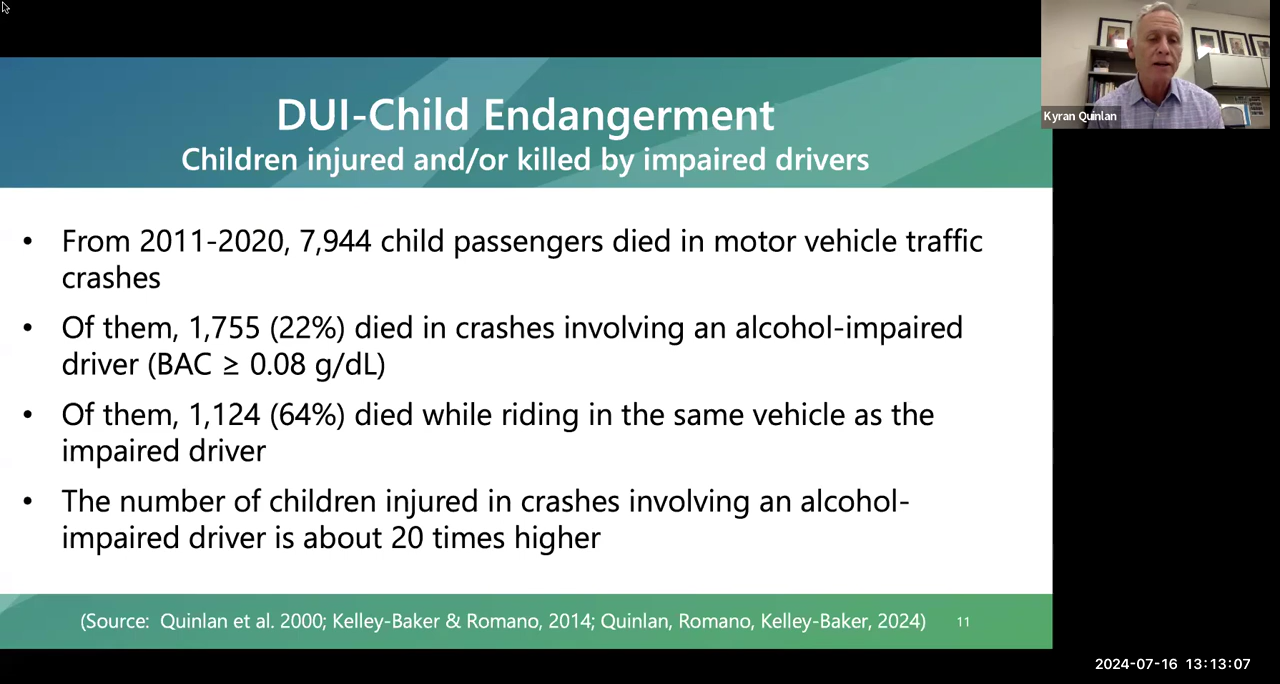 Kyran Quinlan
DUI-Child Endangerment
Children injured and/or killed by impaired drivers
• From 2011-2020, 7,944 child passengers died in motor vehicle traffic
crashes
• Of them, 1,755 (22%) died in crashes involving an alcohol-impaired
driver (BAC ≥ 0.08 g/dL)
• Of them, 1,124 (64%) died while riding in the same vehicle as the
impaired driver
• The number of children injured in crashes involving an alcohol-
impaired driver is about 20 times higher
(Source: Quinlan et al. 2000; Kelley-Baker & Romano, 2014; Quinlan, Romano, Kelley-Baker, 2024) 11
2024-07-16 13:13:07